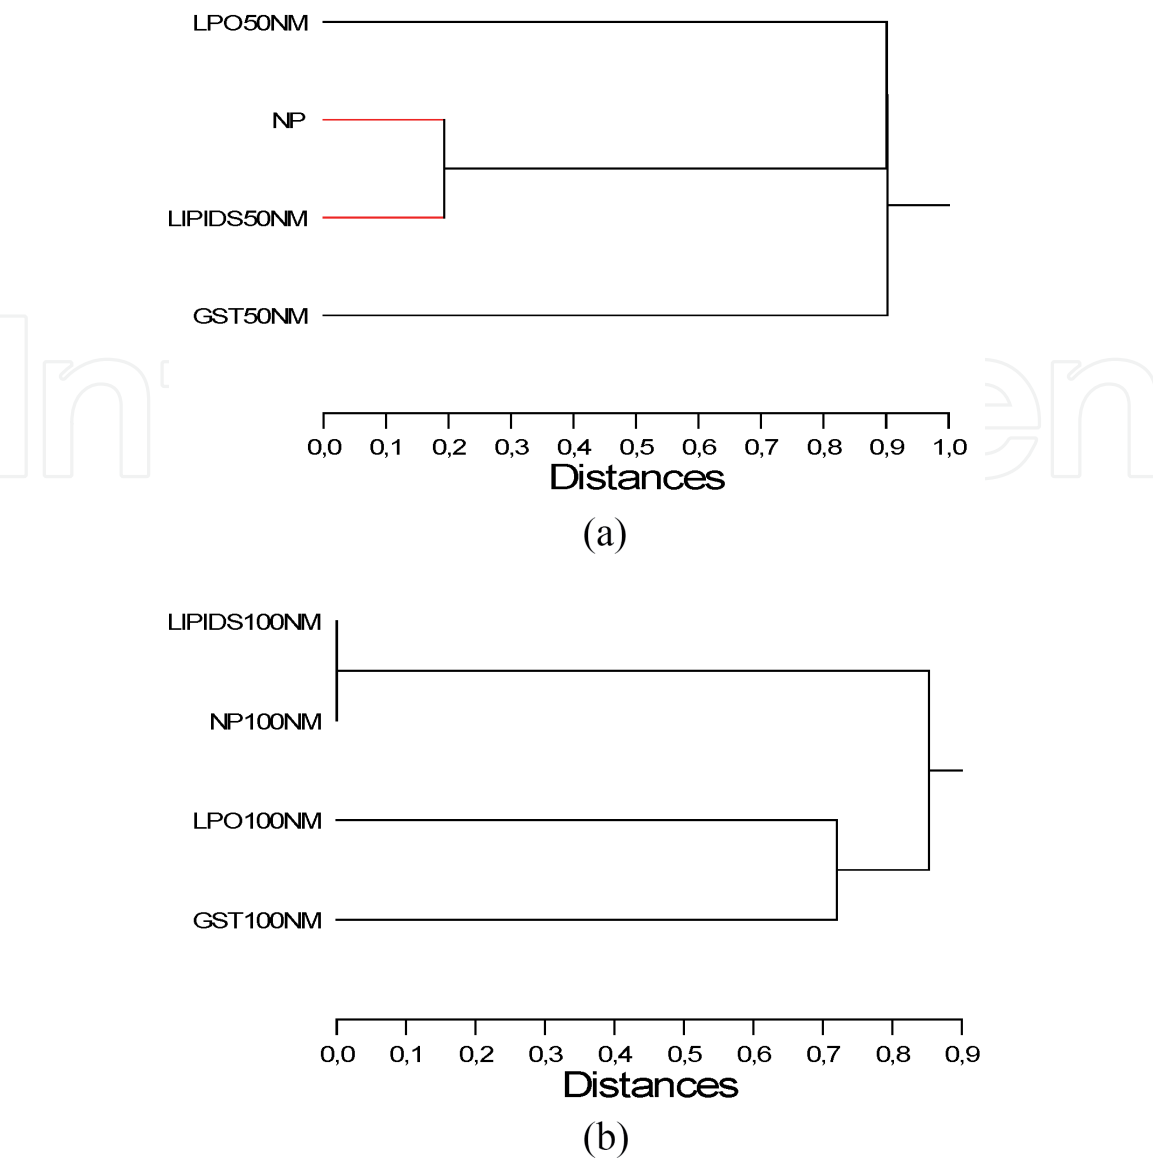 LPO50NM
NP
LIPIDS50NM
GST50NM
0,0 0,1 0,2 0,3 0,4 0,5 0,6 0,7 0,8 0,9 1,0
Distances
(a)
LIPIDS100NM
NP100NM
LPO100NM
GST100NM
0,0 0,1 0,2 0,3 0,4 0,5 0,6 0,7 0,8 0,9
Distances
(b)